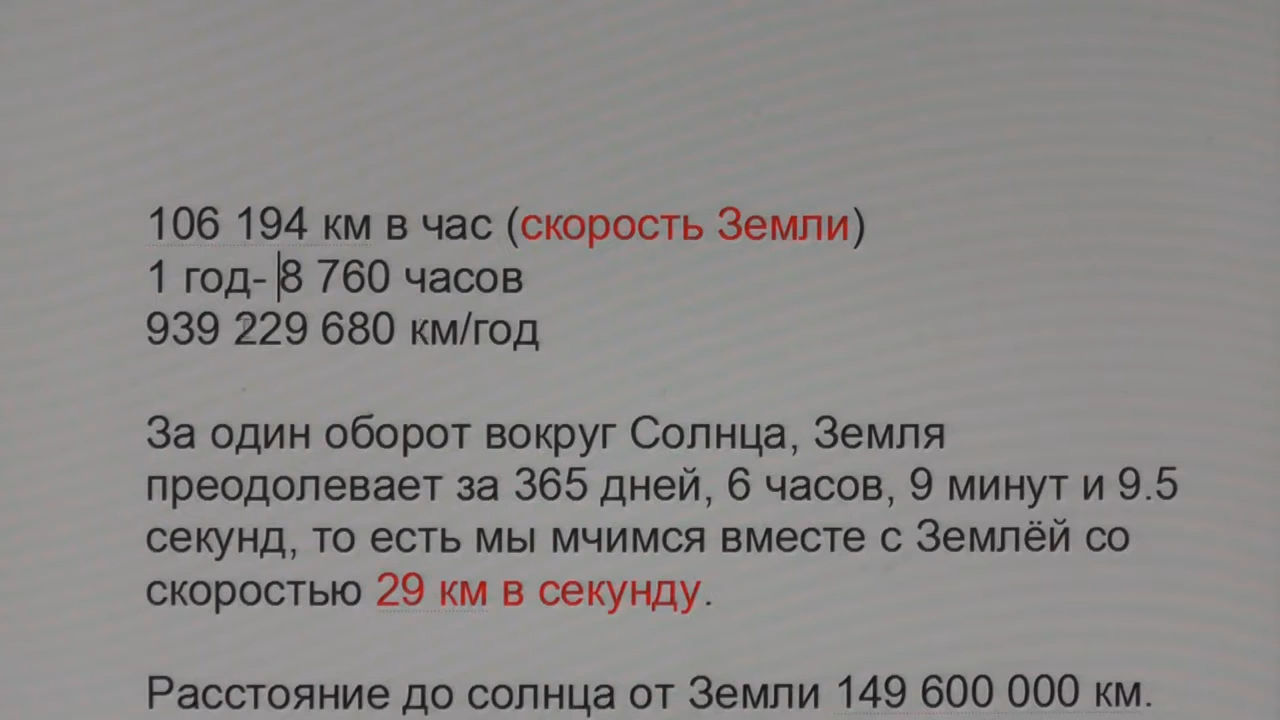 106 194 км в час (скорость Земли)
1 год- 8 760 часов
939 229 680 км/год
За один оборот вокруг Солнца, Земля
преодолевает за 365 дней, 6 часов, 9 минут и 9.5
секунд, то есть мы мчимся вместе с Землёй со
скоростью 29 км в секунду.
Расстояние до солнца от Земли 149 600 000 км.